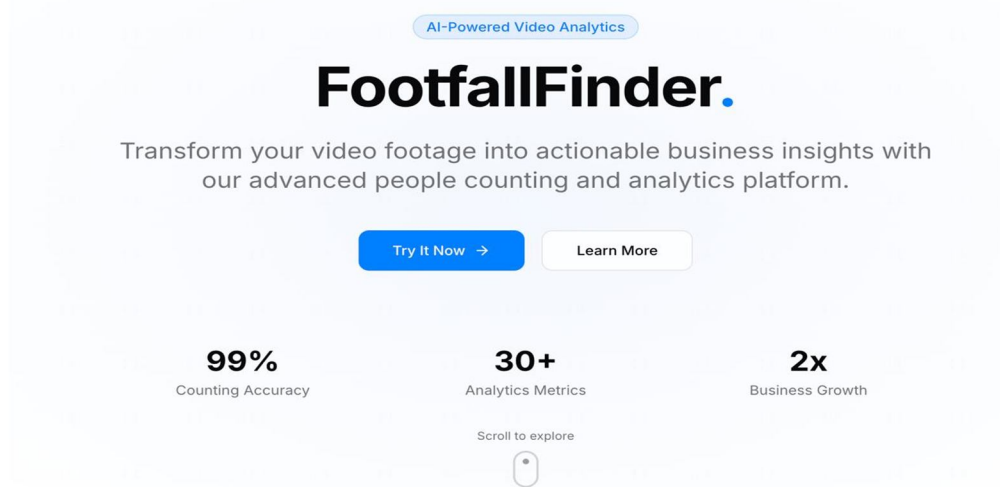 AI-Powered Video Analytics
FootfallFinder.
Transform your video footage into actionable business insights with
our advanced people counting and analytics platform.
Try It Now →
Learn More
99%
30+
2x
Counting Accuracy
Analytics Metrics
Business Growth
Scroll to explore